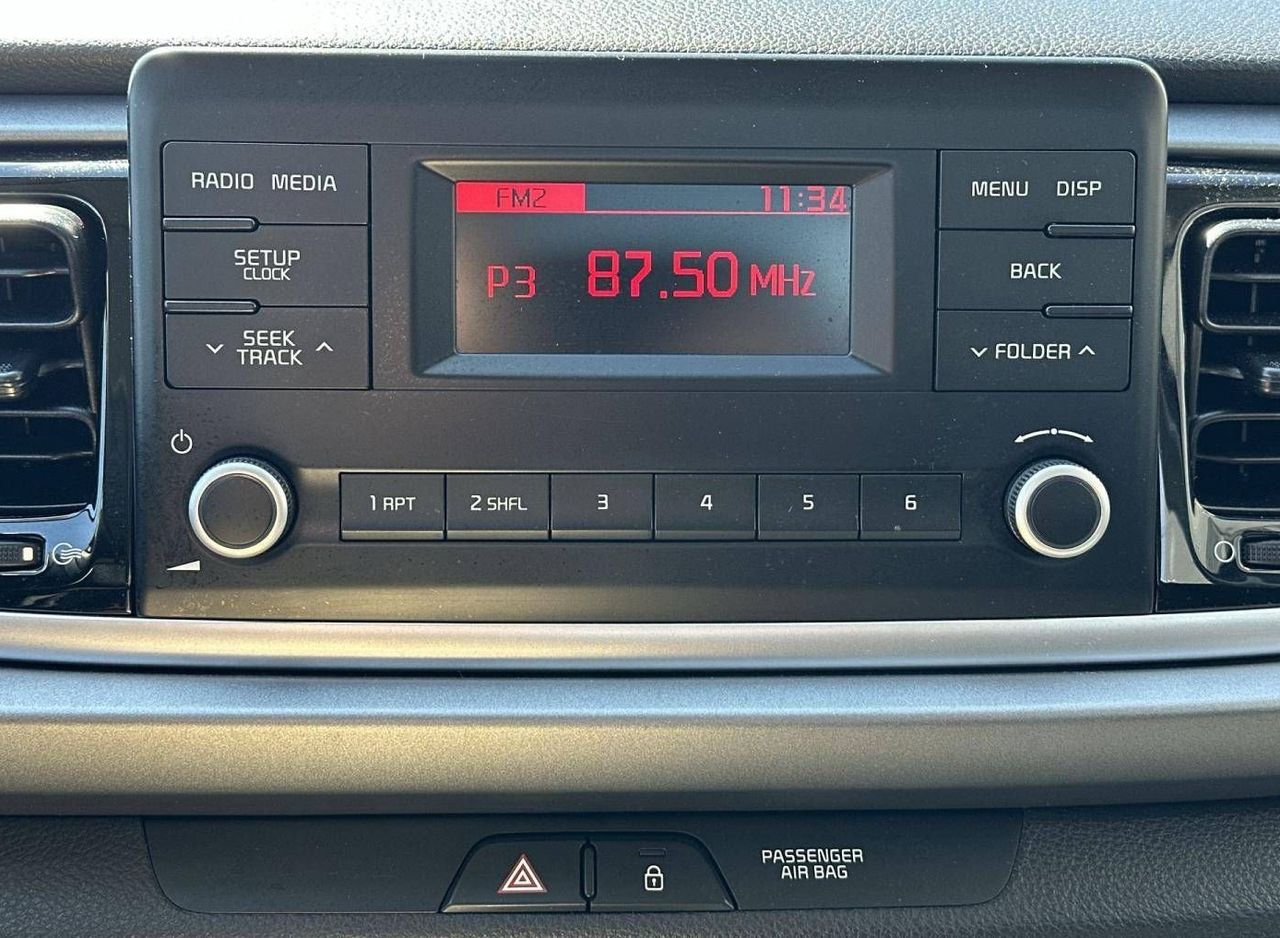 RADIO MEDIA
SETUP
CLOCK
SEEK
TRACK
FM2 11:34
P3 87.50 MHz
MENU DISP
BACK
FOLDER
1 RPT
2 SHFL
3
4
5
6
PASSENGER
AIR BAG